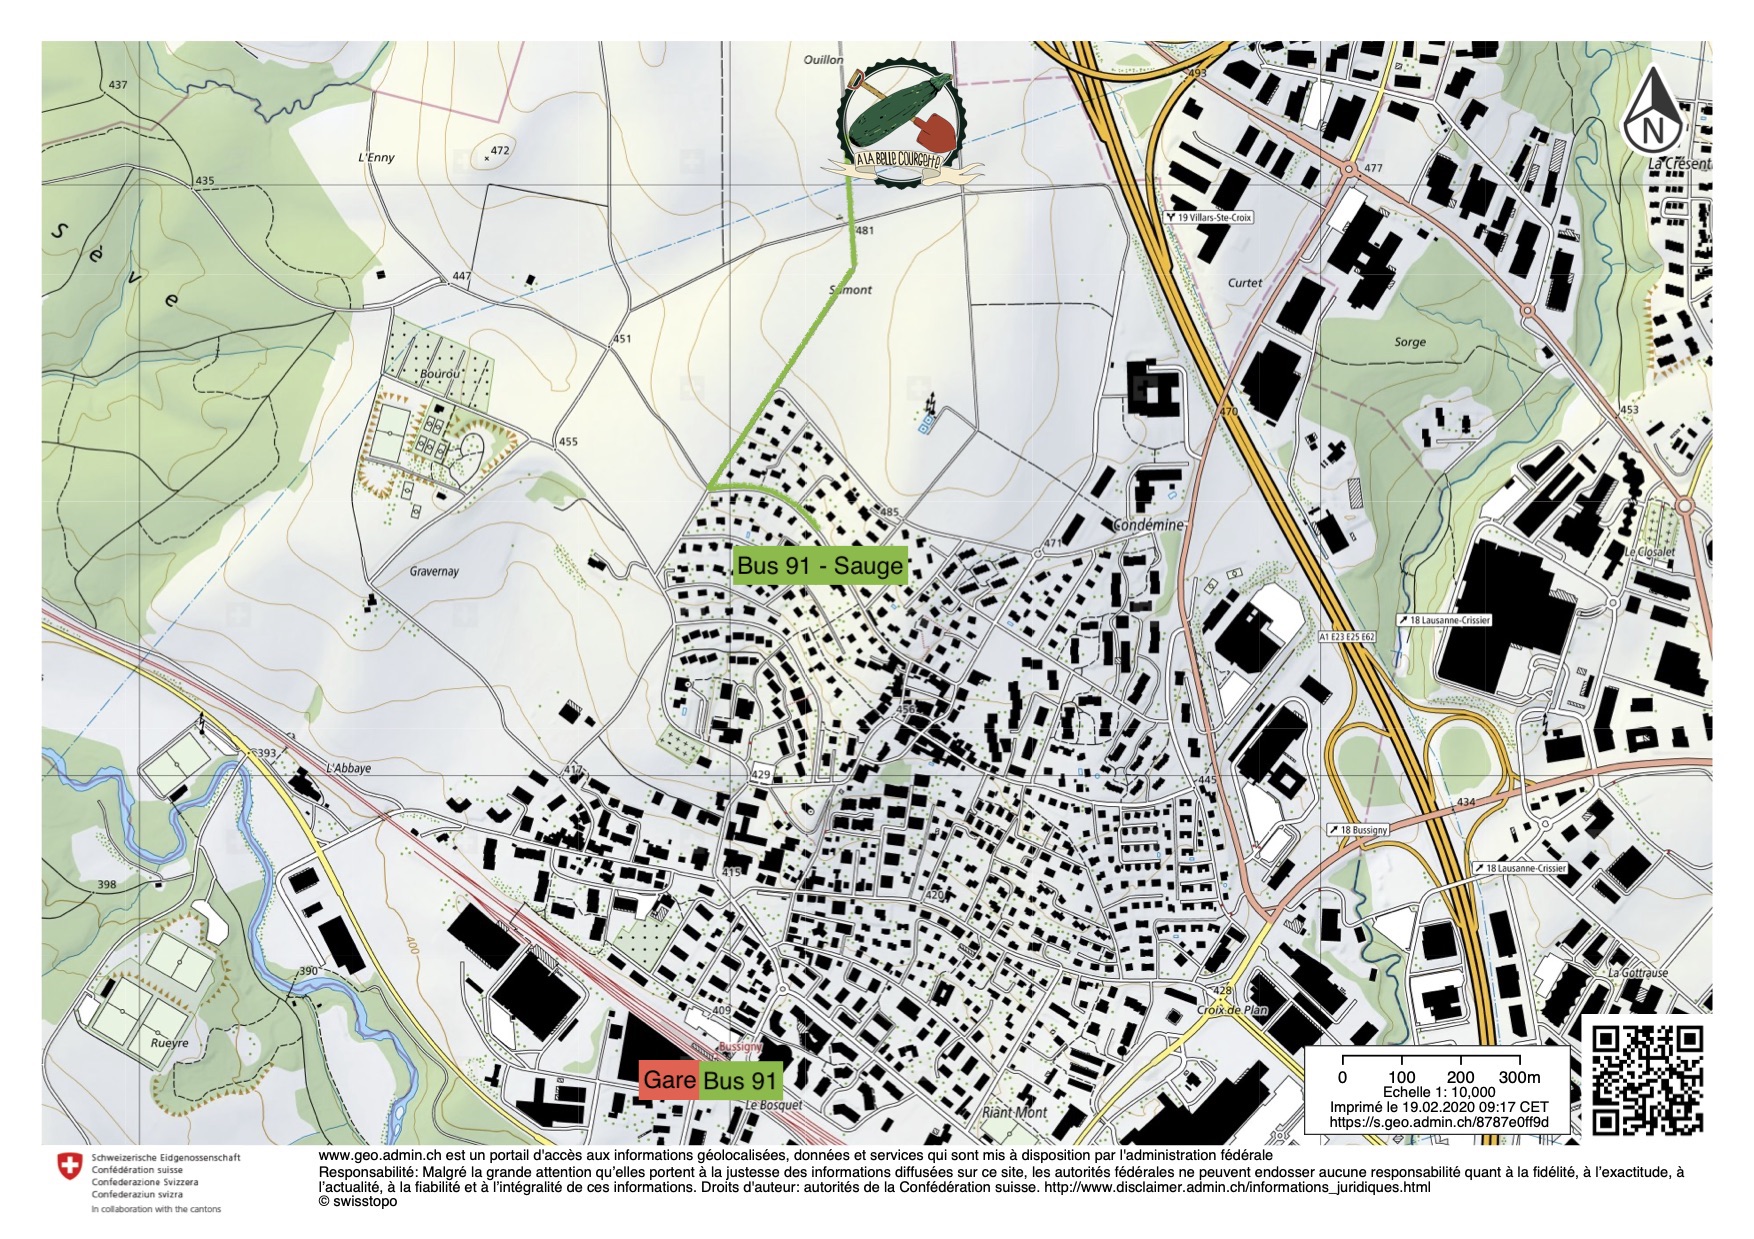 Ouillon
493
437
A LA BELLE COURGETTE
N
472
L'Enny
La Cresent
477
435
S è v e
19 Villars-Ste-Croix
481
447
Curtet
Sumont
451
Sorge
Bourou
470
453
455
485
Condémine
471
Le Closalet
Bus 91 - Sauge
Gravernay
18 Lausanne-Crissier
A1 E23 E25 E62
456
393
L'Abbaye
417
429
445
434
18 Bussigny
18 Lausanne-Crissier
415
398
420
400
390
La Gottrause
428
Croix de Plan
409
Rueyre
Bussigny
Gare Bus 91
Le Bosquet
Riant Mont
0 100 200 300m
Echelle 1: 10,000
Imprimé le 19.02.2020 09:17 CET
https://s.geo.admin.ch/8787e0ff9d
Schweizerische Eidgenossenschaft
Confédération suisse
Confederazione Svizzera
Confederaziun svizra
In collaboration with the cantons
www.geo.admin.ch est un portail d'accès aux informations géolocalisées, données et services qui sont mis à disposition par l'administration fédérale
Responsabilité: Malgré la grande attention qu'elles portent à la justesse des informations diffusées sur ce site, les autorités fédérales ne peuvent endosser aucune responsabilité quant à la fidélité, à l'exactitude, à
l'actualité, à la fiabilité et à l'intégralité de ces informations. Droits d'auteur: autorités de la Confédération suisse. http://www.disclaimer.admin.ch/informations_juridiques.html
© swisstopo